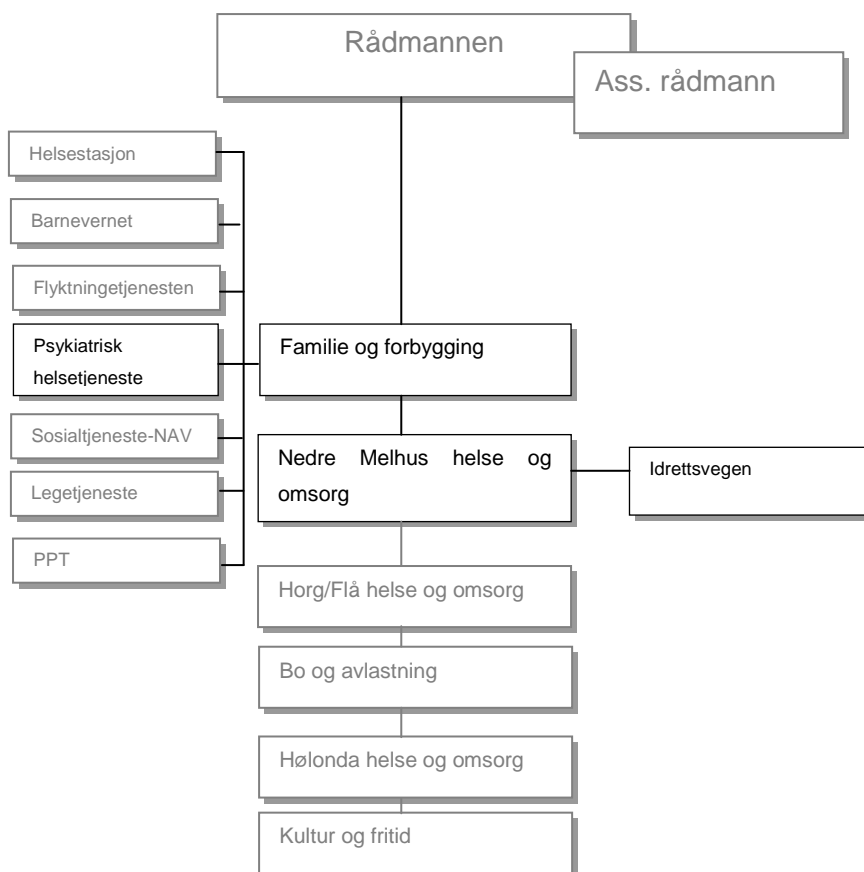 Rådmannen
Ass. rådmann
Helsestasjon
Barnevernet
Flyktningetjenesten
Psykiatrisk
helsetjeneste
Familie og forbygging
Sosialtjeneste-NAV
Nedre Melhus helse og
omsorg
Idrettsvegen
Legetjeneste
PPT
Horg/Flå helse og omsorg
Bo og avlastning
Hølonda helse og omsorg
Kultur og fritid